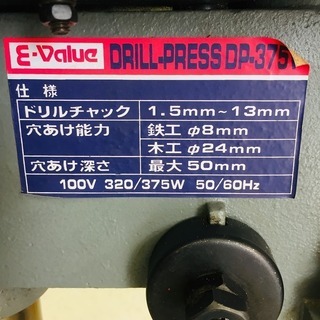 E-Value DRILL-PRESS DP-375V
仕様
ドリルチャック 1.5mm~13mm
穴あけ能力 鉄工 φ8mm
木工 φ24mm
穴あけ深さ 最大 50mm
100V 320/375W 50/60Hz